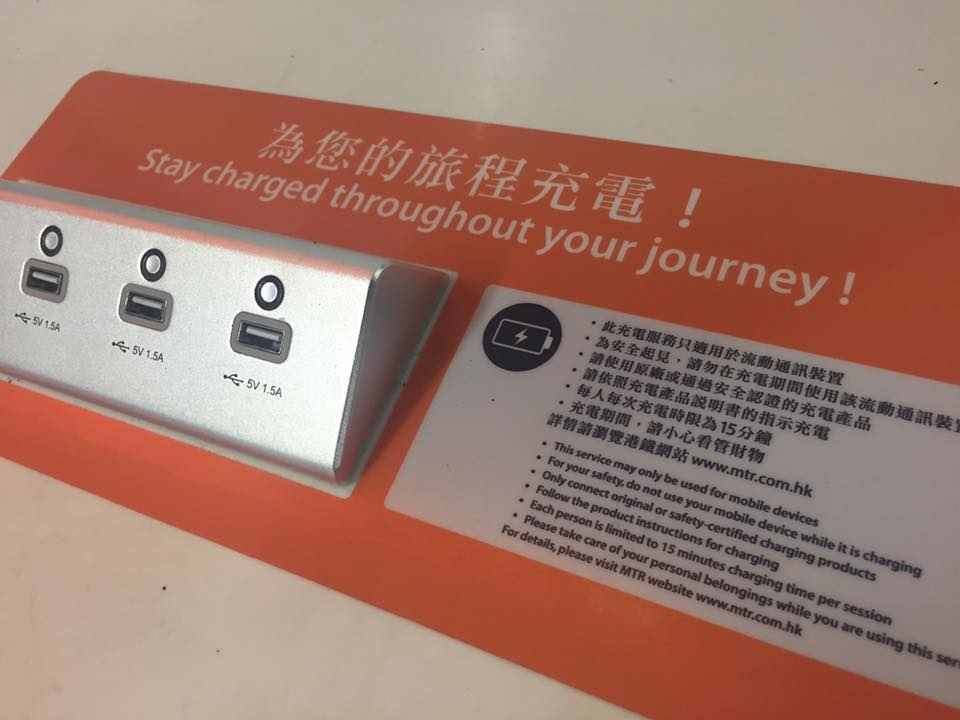 為您的旅程充電！
Stay charged throughout your journey !
5V 1.5A
5V 1.5A
5V 1.5A
• 此充電服務只適用於流動通訊裝置
• 為安全起見，請勿在充電期間使用該流動通訊裝置
• 請使用原廠或通過安全認證的充電產品
• 請依照充電產品說明書的指示充電
• 每人每次充電時限為15分鐘
• 充電期間，請小心看管財物
詳情請瀏覽港鐵網站 www.mtr.com.hk
• This service may only be used for mobile devices
• For your safety, do not use your mobile device while it is charging
• Only connect original or safety-certified charging products
• Follow the product instructions for charging
• Each person is limited to 15 minutes charging time per session
• Please take care of your personal belongings while you are using this ser
For details, please visit MTR website www.mtr.com.hk